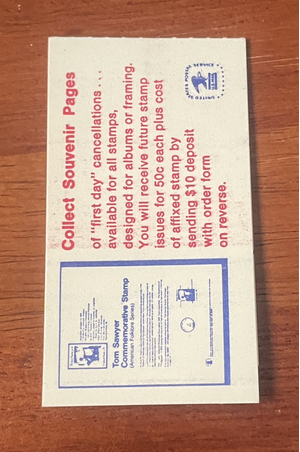 Collect Souvenir Pages
of "first day" cancellations . . .
available for all stamps,
designed for albums or framing.
You will receive future stamp
issues for 50c each plus cost
of affixed stamp by
sending $10 deposit
with order form
on reverse.
UNITED STATES POSTAL SERVICE
U.S. MAIL
Tom Sawyer
Commemorative Stamp
(American Folklore Series)